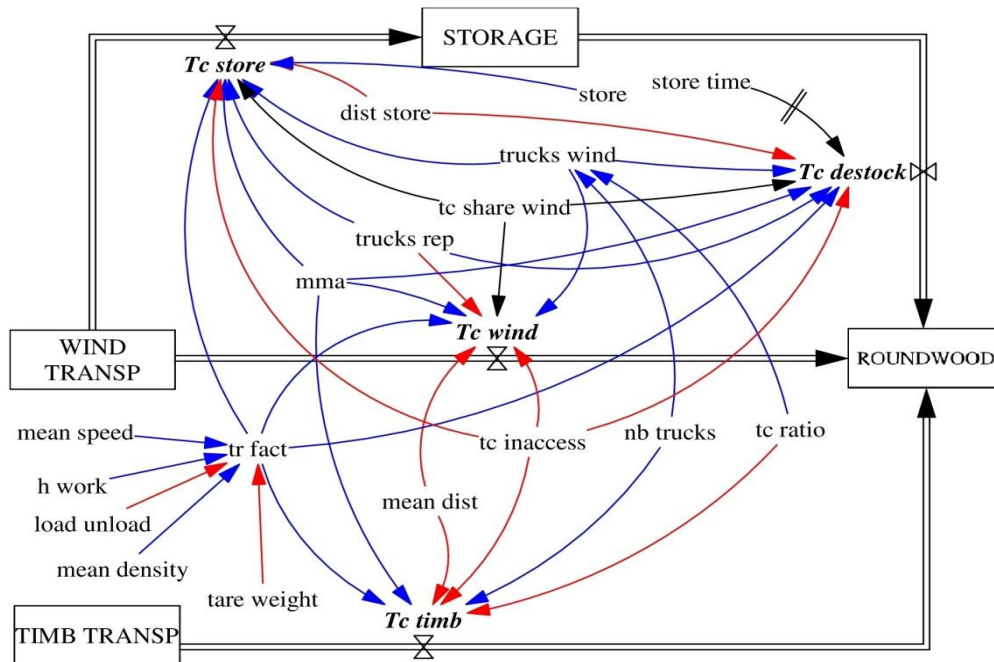 STORAGE
Tc store
store time
store
dist store
trucks wind
Tc destock
tc share wind
trucks rep
mma
Tc wind
WIND
TRANSP
ROUNDWOOD
mean speed
tr fact
tc inaccess
nb trucks
tc ratio
h work
mean dist
load unload
mean density
tare weight
Tc timb
TIMB TRANSP